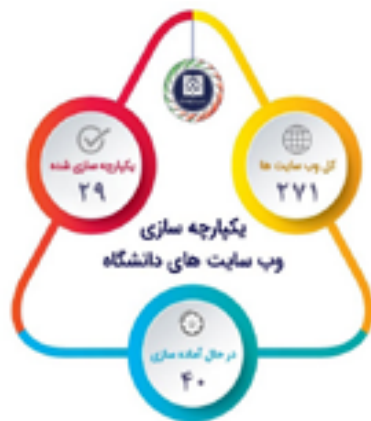 کل وب سایت ها
۲۷۱
یکپارچه سازی شده
۲۹
یکپارچه سازی
وب سایت های دانشگاه
در حال آماده سازی
۴۰